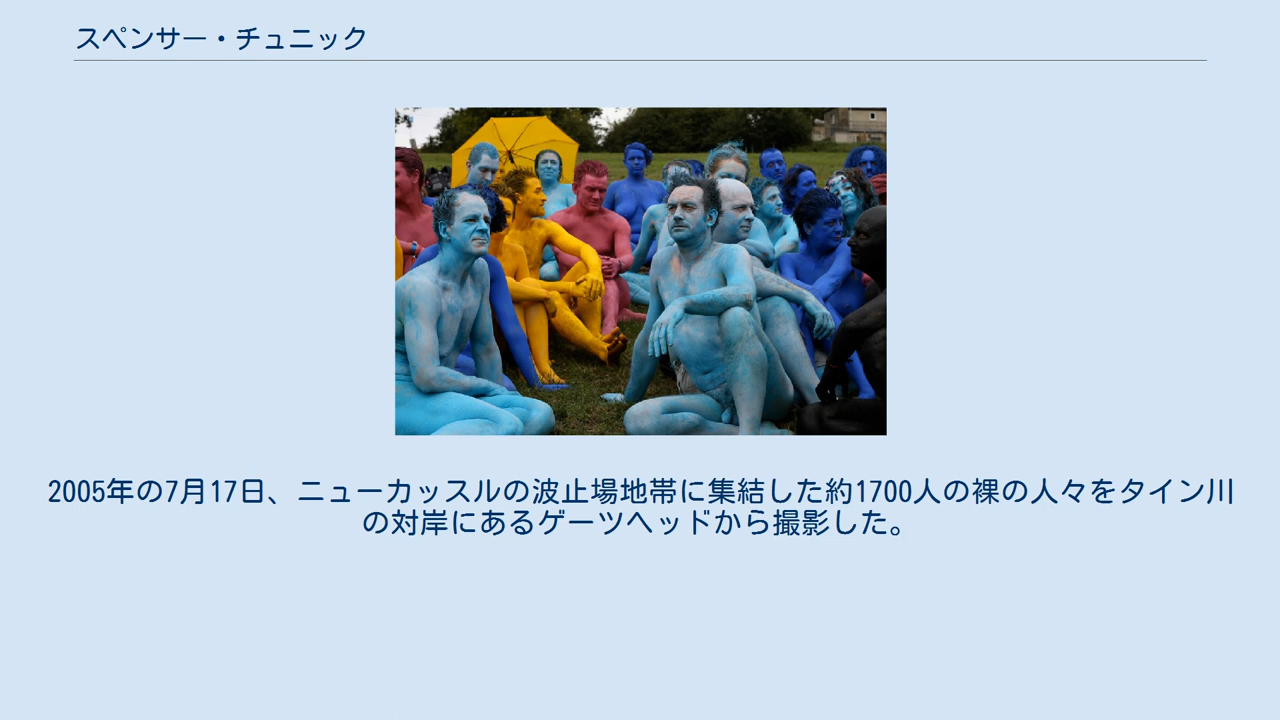 スペンサー・チュニック
2005年の7月17日、ニューカッスルの波止場地帯に集結した約1700人の裸の人々をタイン川
の対岸にあるゲーツヘッドから撮影した。